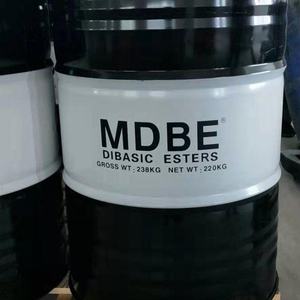 MDBE®
DIBASIC ESTERS
GROSS WT: 238KG NET WT: 220KG